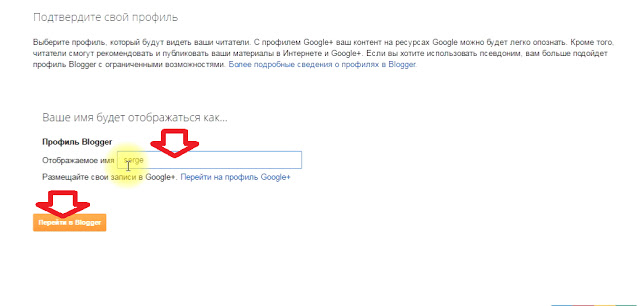 Подтвердите свой профиль
Выберите профиль, который будут видеть ваши читатели. С профилем Google+ ваш контент на ресурсах Google можно будет легко опознать. Кроме того,
читатели смогут рекомендовать и публиковать ваши материалы в Интернете и Google+. Если вы хотите использовать псевдоним, вам больше подойдет
профиль Blogger с ограниченными возможностями. Более подробные сведения о профилях в Blogger.
Ваше имя будет отображаться как...
Профиль Blogger
Отображаемое имя serge
Размещайте свои записи в Google+. Перейти на профиль Google+
Перейти в Blogger